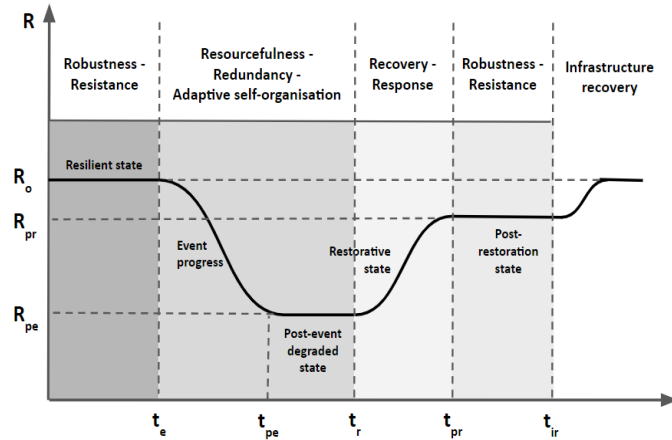 R
Robustness -
Resistance
Resourcefulness -
Redundancy -
Adaptive self-organisation
Recovery -
Response
Robustness -
Resistance
Infrastructure
recovery
Resilient state
R₀
Rpr
Rpe
Event
progress
Post-event
degraded
state
Restorative
state
Post-
restoration
state
te
tpe
tr
tpr
tir